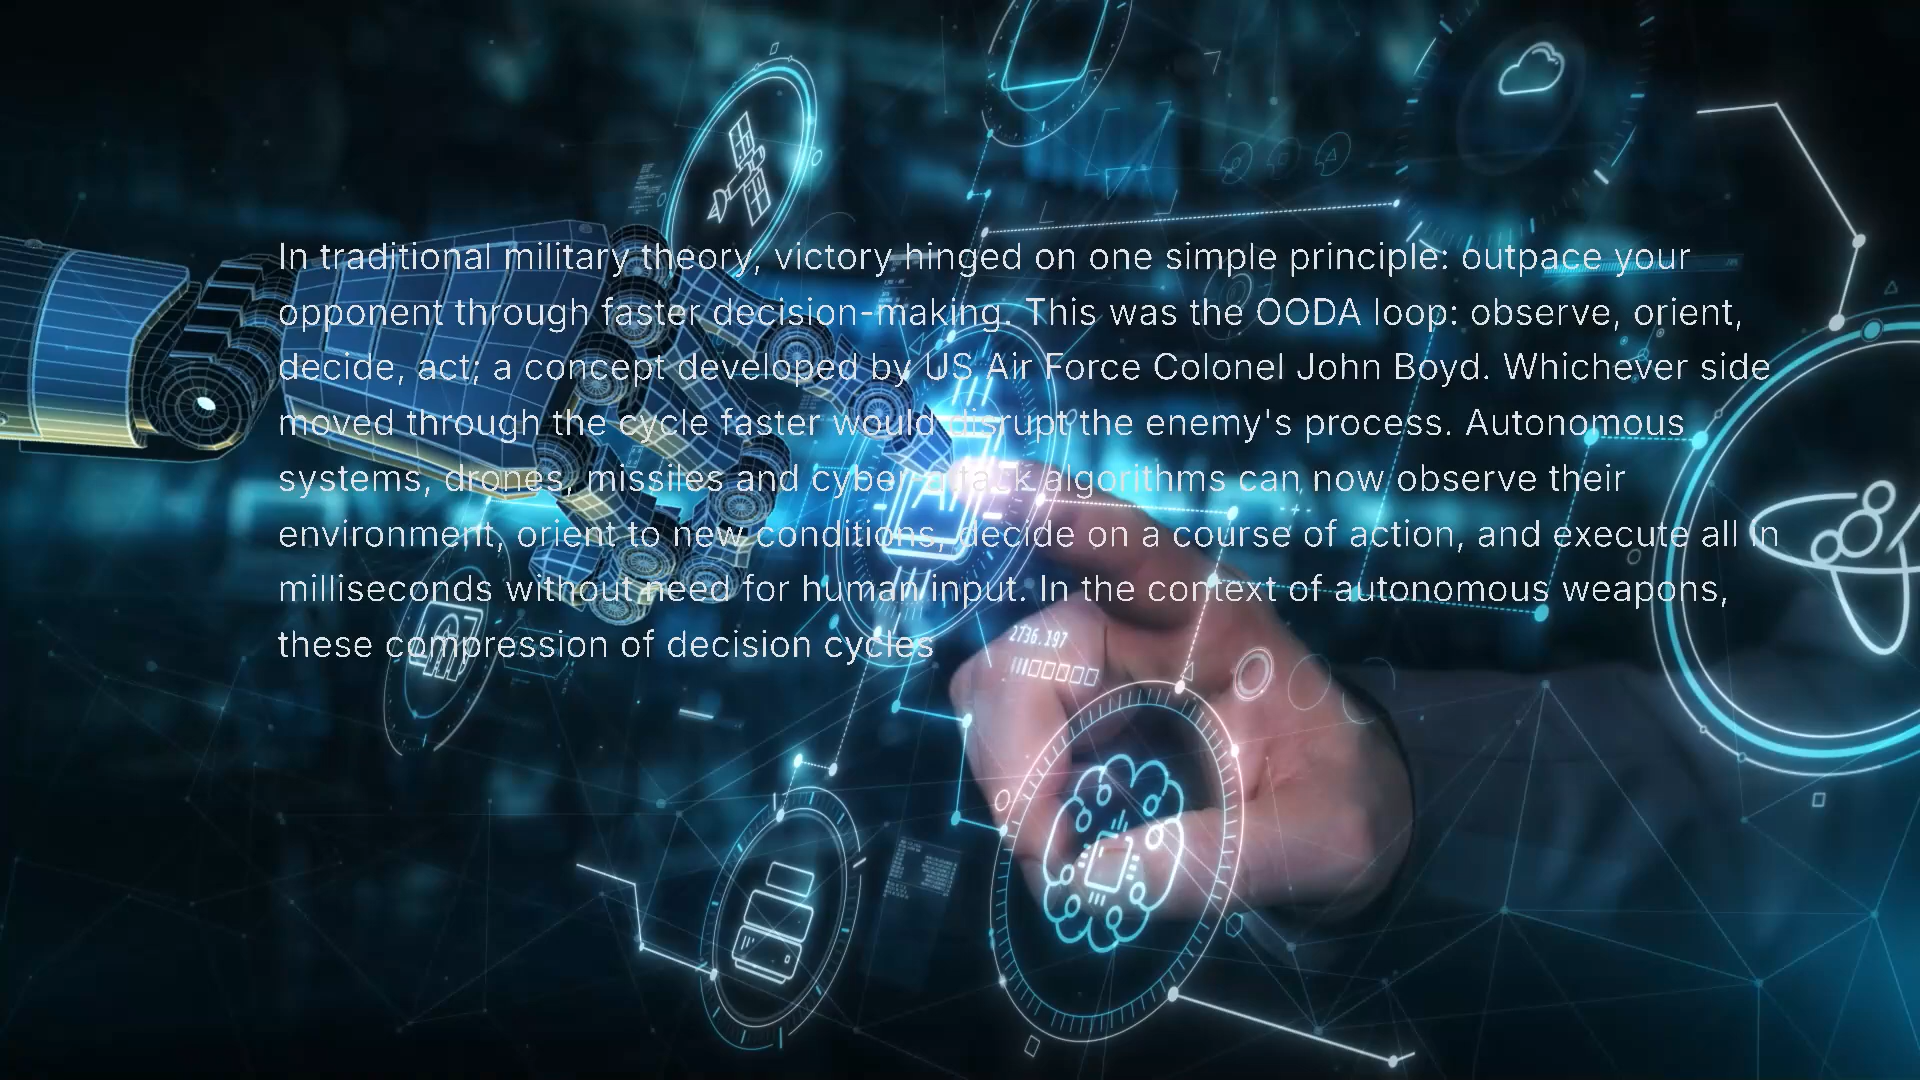 In traditional military theory, victory hinged on one simple principle: outpace your
opponent through faster decision-making. This was the OODA loop: observe, orient,
decide, act; a concept developed by US Air Force Colonel John Boyd. Whichever side
moved through the cycle faster would disrupt the enemy's process. Autonomous
systems, drones, missiles and cyber-attack algorithms can now observe their
environment, orient to new conditions, decide on a course of action, and execute all in
milliseconds without need for human input. In the context of autonomous weapons,
these compression of decision cycles
AI
2736.197